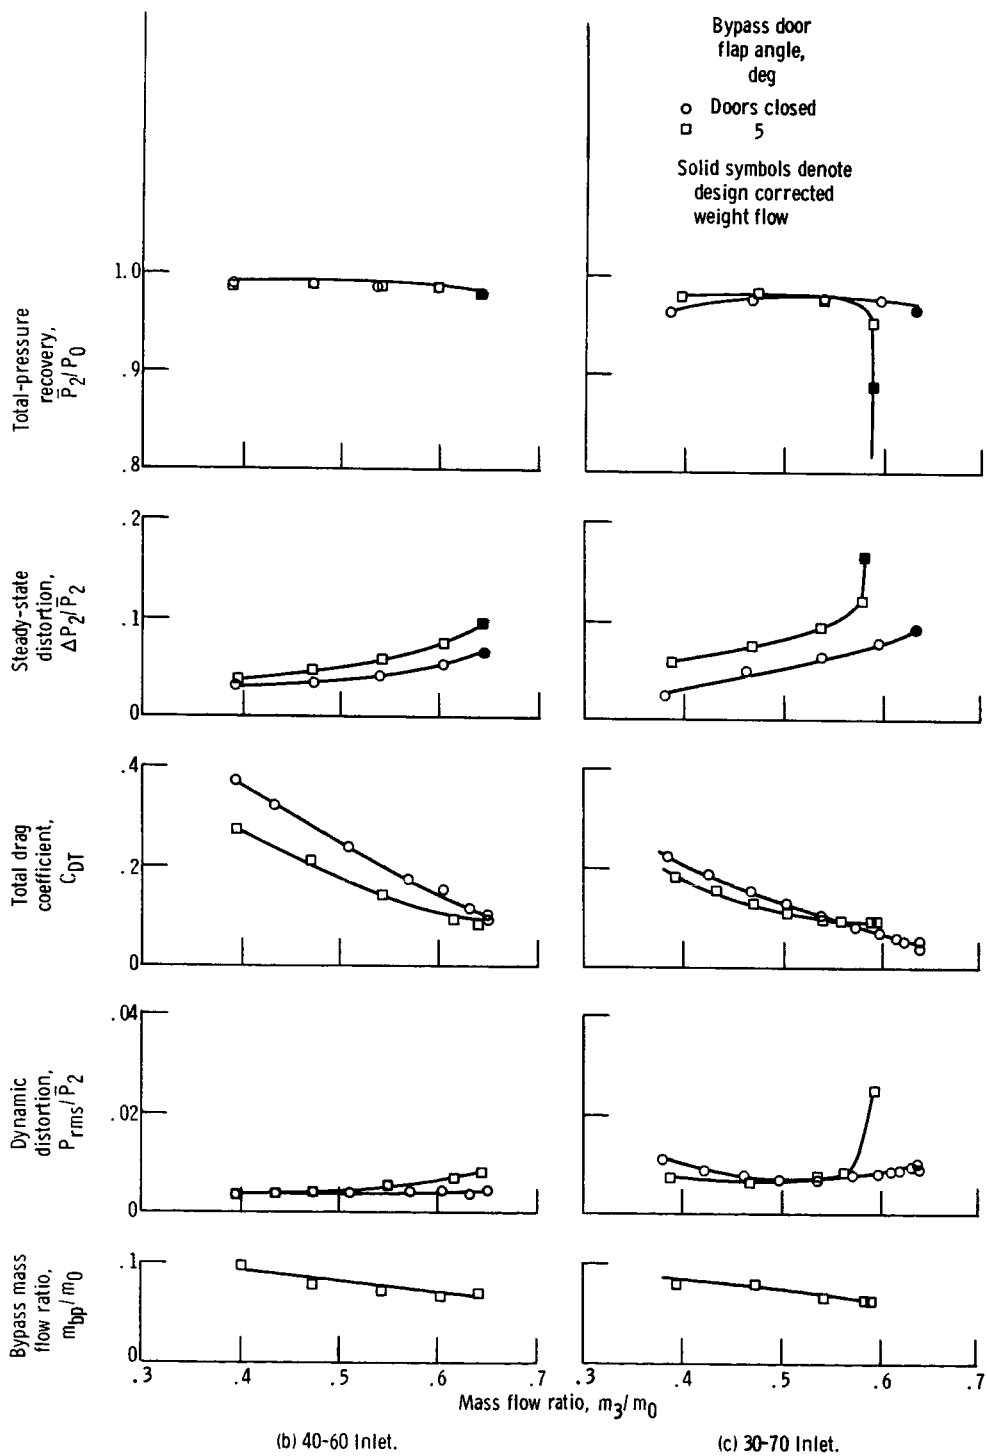 Bypass door
flap angle,
deg
Doors closed
5
Solid symbols denote
design corrected
weight flow
Total-pressure
recovery,
P̅2/P0
1.0
.9
.8
Steady-state
distortion,
ΔP2/P̅2
.2
.1
0
Total drag
coefficient,
CDT
.4
.2
0
Dynamic
distortion,
Prms/P̅2
.04
.02
0
Bypass mass
flow ratio,
mbp/m0
.1
0
.3 .4 .5 .6 .7
.3 .4 .5 .6 .7
Mass flow ratio, m3/m0
(b) 40-60 Inlet.
(c) 30-70 Inlet.